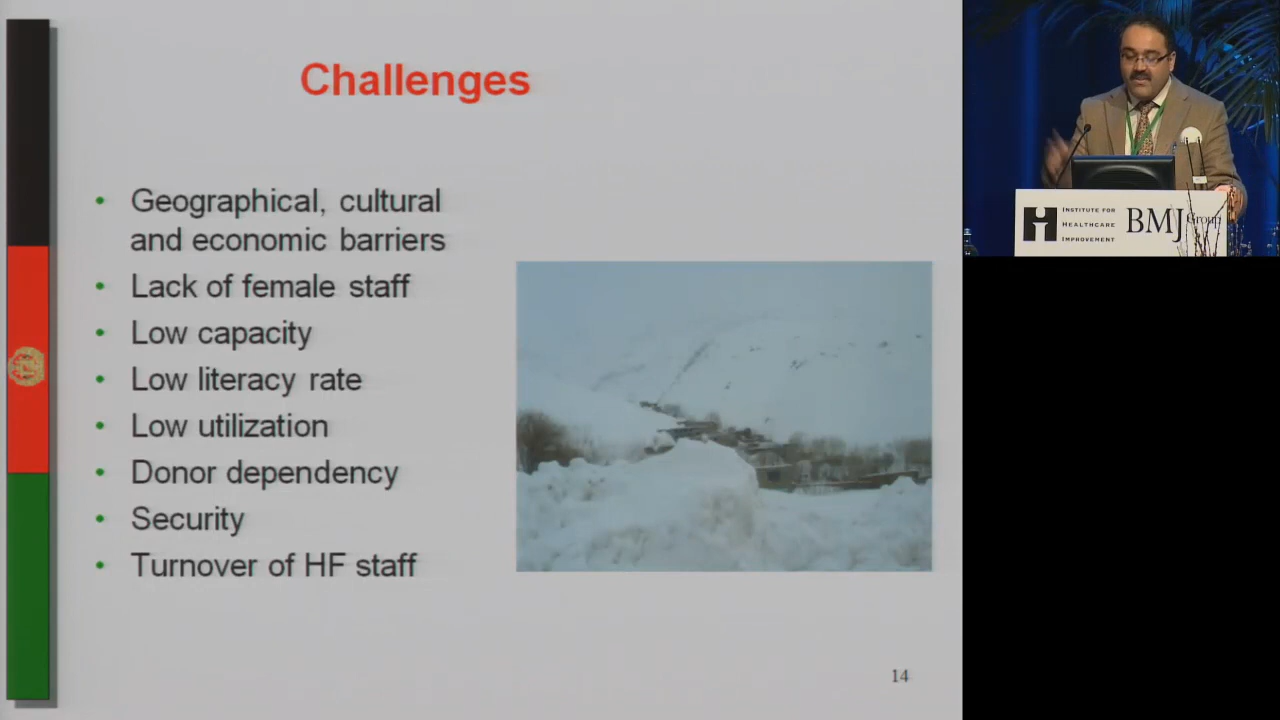 Challenges
• Geographical, cultural
and economic barriers
• Lack of female staff
• Low capacity
• Low literacy rate
• Low utilization
• Donor dependency
• Security
• Turnover of HF staff
14
INSTITUTE FOR
HEALTHCARE
IMPROVEMENT
BMJ Group